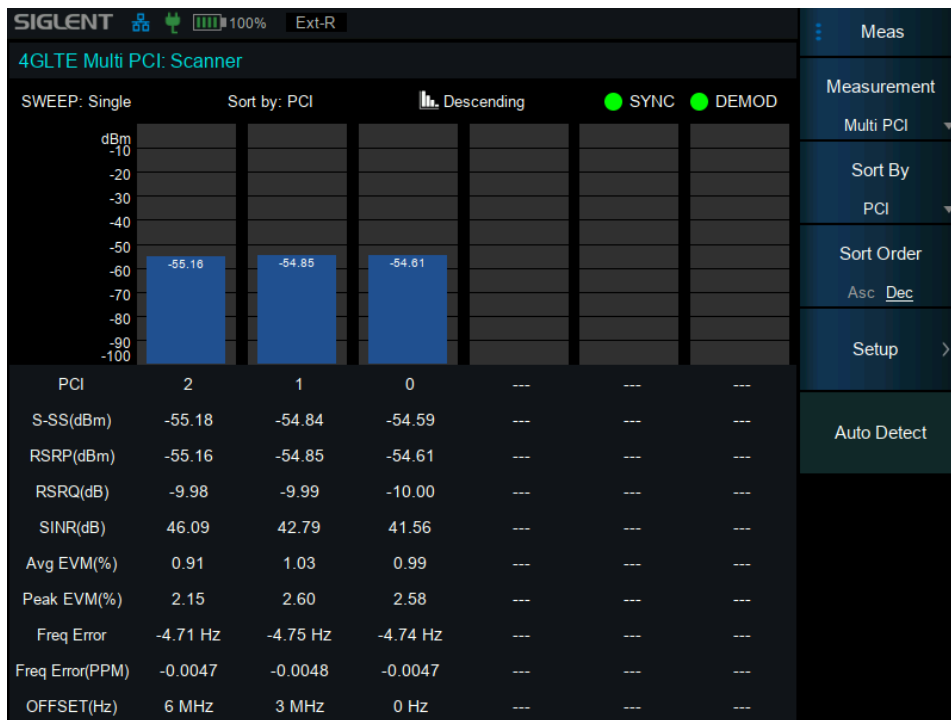 SIGLENT 100% Ext-R
4GLTE Multi PCI: Scanner
SWEEP: Single Sort by: PCI Descending SYNC DEMOD
dBm
-10
-20
-30
-40
-50
-60
-70
-80
-90
-100
-55.16 -54.85 -54.61
PCI 2 1 0 --- --- ---
S-SS(dBm) -55.18 -54.84 -54.59 --- --- ---
RSRP(dBm) -55.16 -54.85 -54.61 --- --- ---
RSRQ(dB) -9.98 -9.99 -10.00 --- --- ---
SINR(dB) 46.09 42.79 41.56 --- --- ---
Avg EVM(%) 0.91 1.03 0.99 --- --- ---
Peak EVM(%) 2.15 2.60 2.58 --- --- ---
Freq Error -4.71 Hz -4.75 Hz -4.74 Hz --- --- ---
Freq Error(PPM) -0.0047 -0.0048 -0.0047 --- --- ---
OFFSET(Hz) 6 MHz 3 MHz 0 Hz --- --- ---
Meas
Measurement
Multi PCI
Sort By
PCI
Sort Order
Asc Dec
Setup
Auto Detect